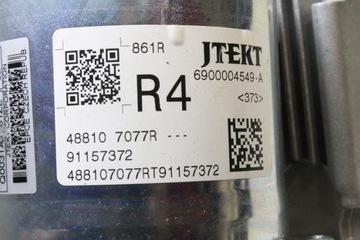 861R
JTEKT
6900004549-A
R4
<373>
48810 7077R ---
91157372
488107077RT91157372